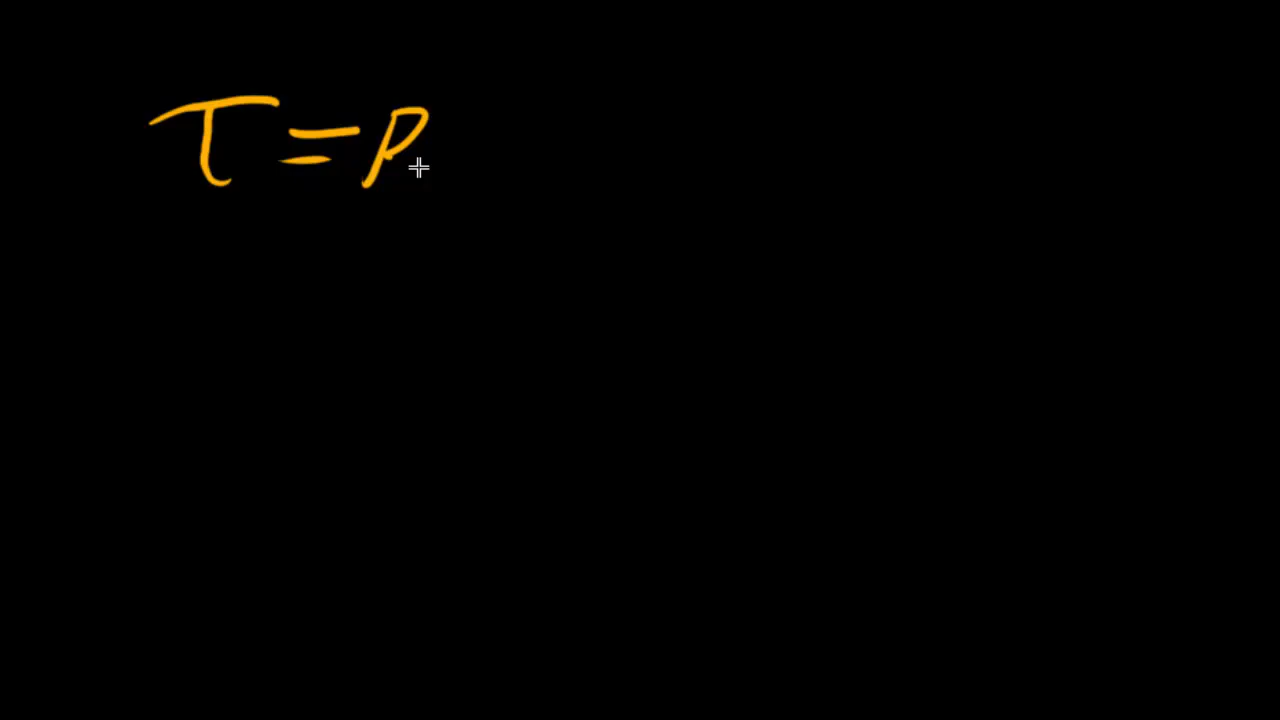 τ = P